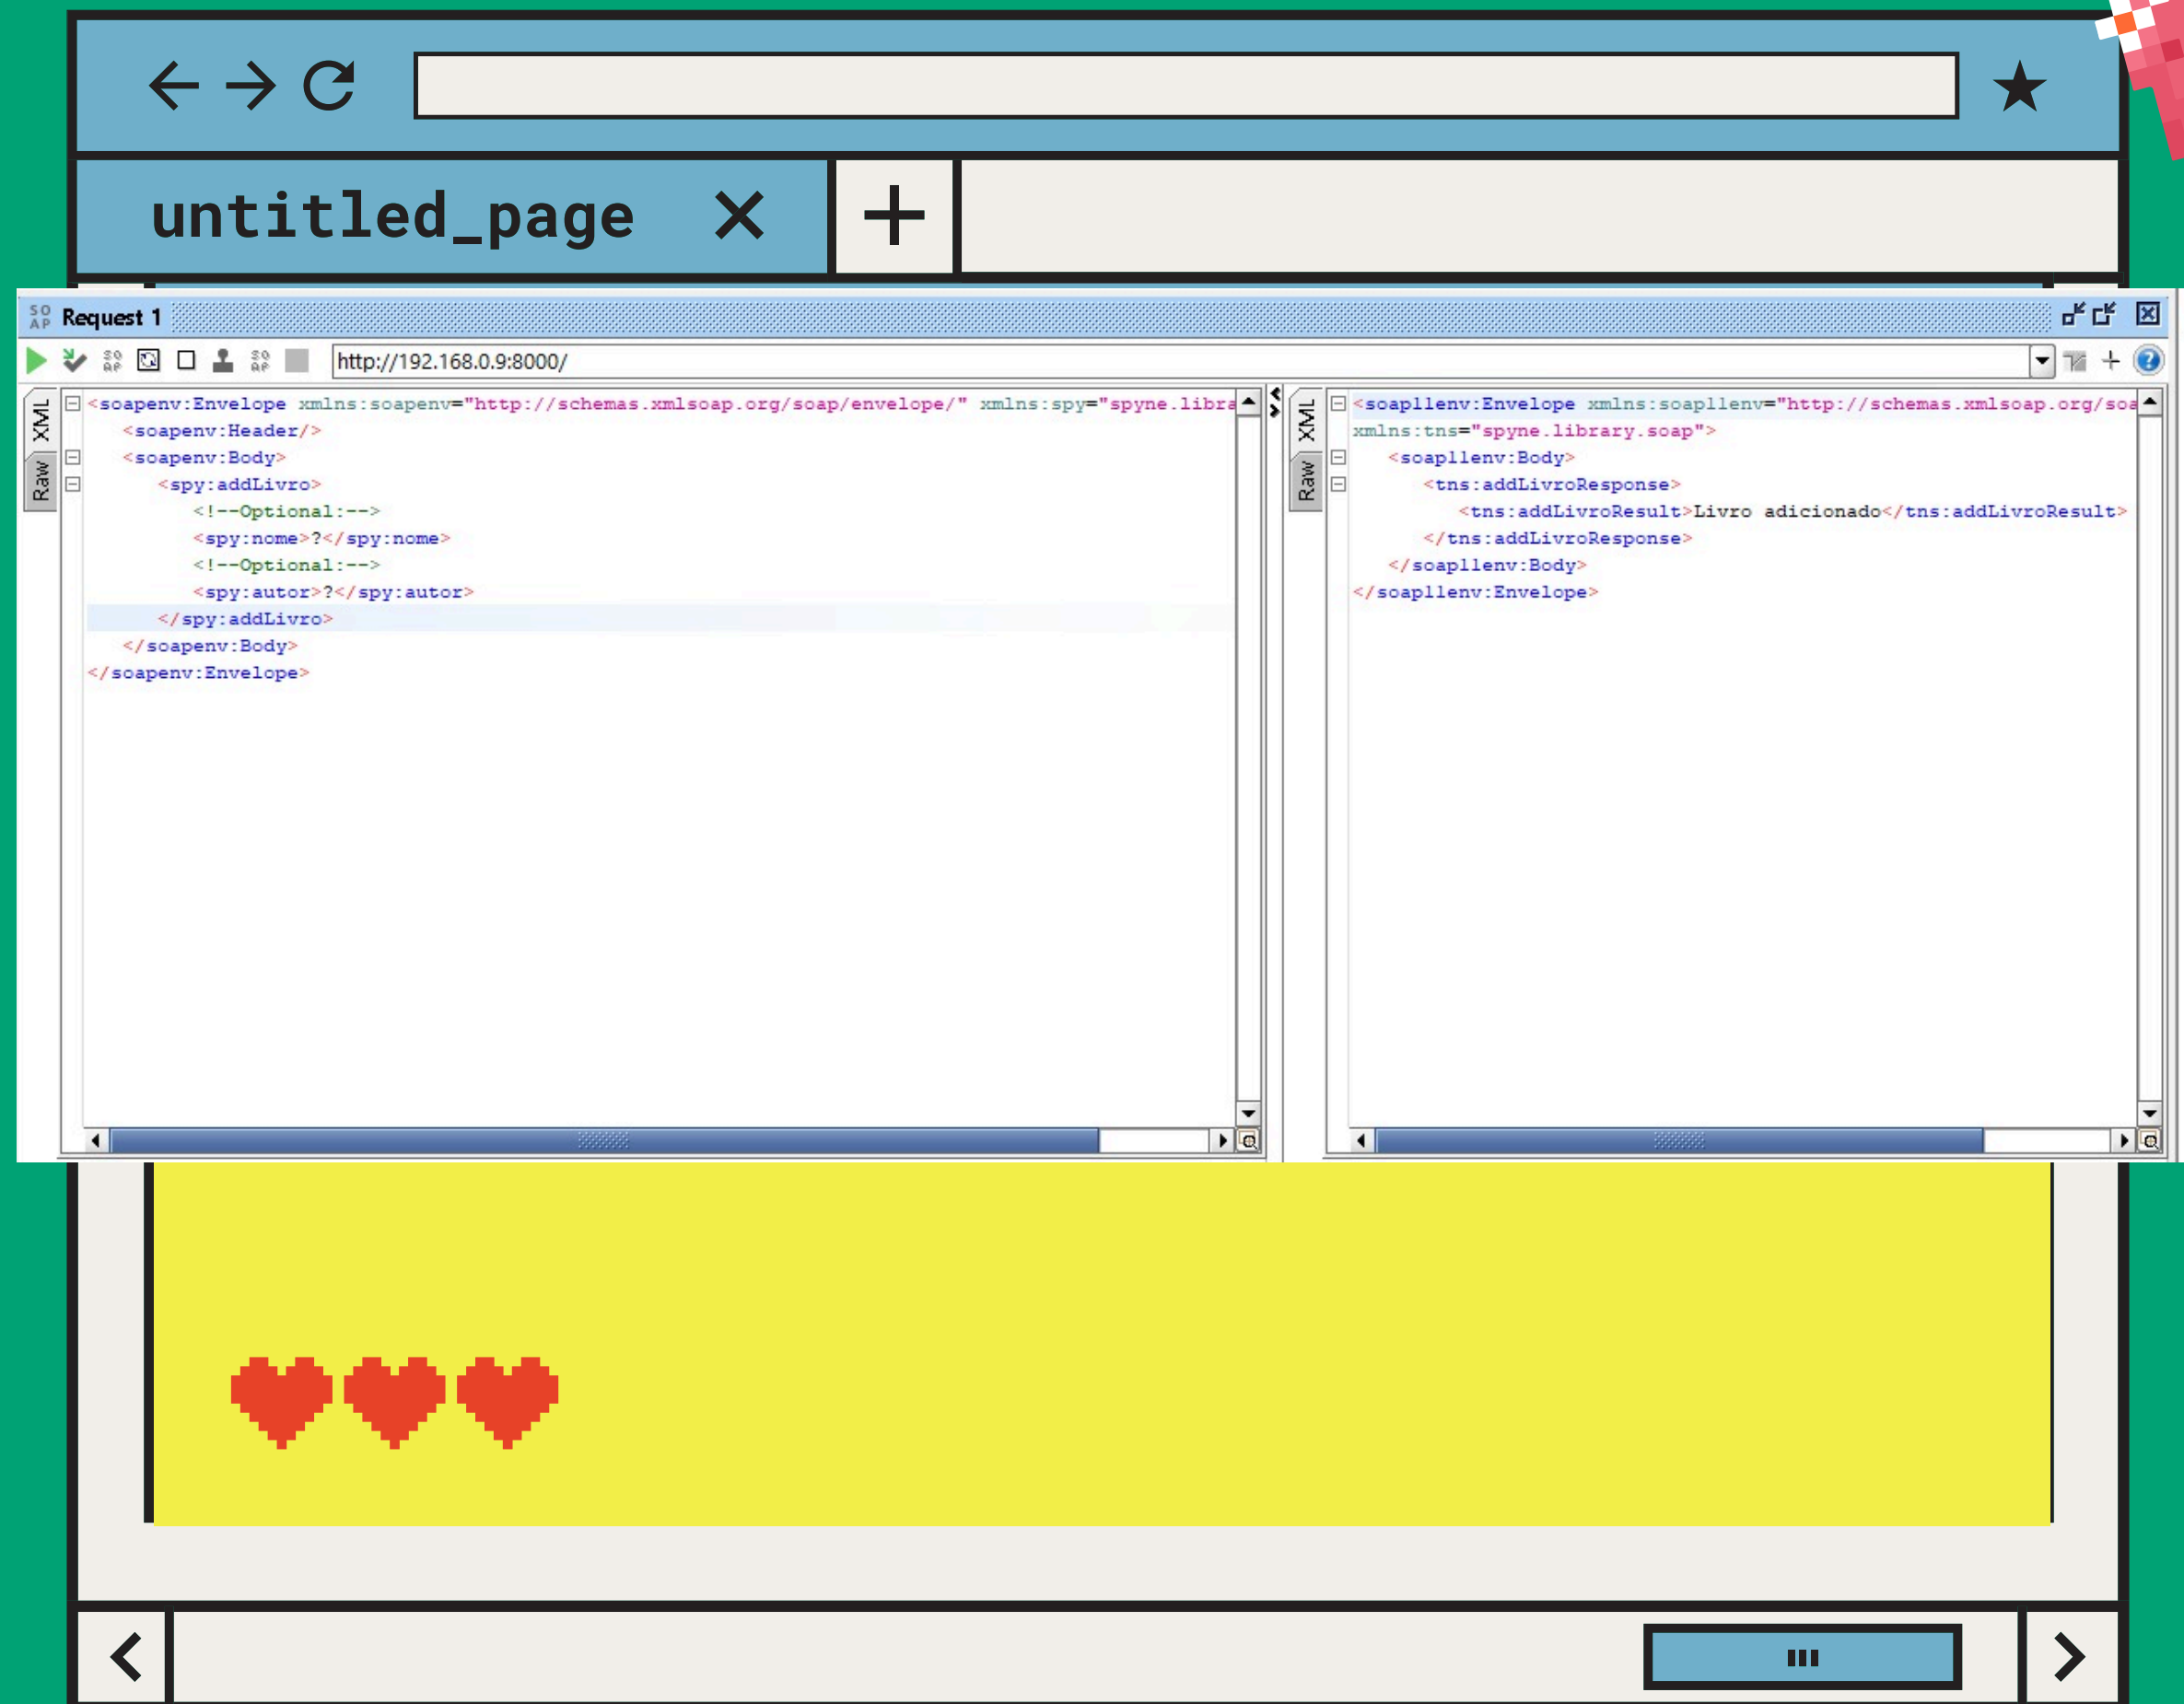 untitled_page
SO
AP
Request 1
http://192.168.0.9:8000/
XML
Raw
<soapenv:Envelope xmlns:soapenv="http://schemas.xmlsoap.org/soap/envelope/" xmlns:spy="spyne.libra
<soapenv:Header/>
<soapenv:Body>
<spy:addLivro>
<!--Optional:-->
<spy:nome>?</spy:nome>
<!--Optional:-->
<spy:autor>?</spy:autor>
</spy:addLivro>
</soapenv:Body>
</soapenv:Envelope>
XML
Raw
<soap11env:Envelope xmlns:soap11env="http://schemas.xmlsoap.org/soa
xmlns:tns="spyne.library.soap">
<soap11env:Body>
<tns:addLivroResponse>
<tns:addLivroResult>Livro adicionado</tns:addLivroResult>
</tns:addLivroResponse>
</soap11env:Body>
</soap11env:Envelope>